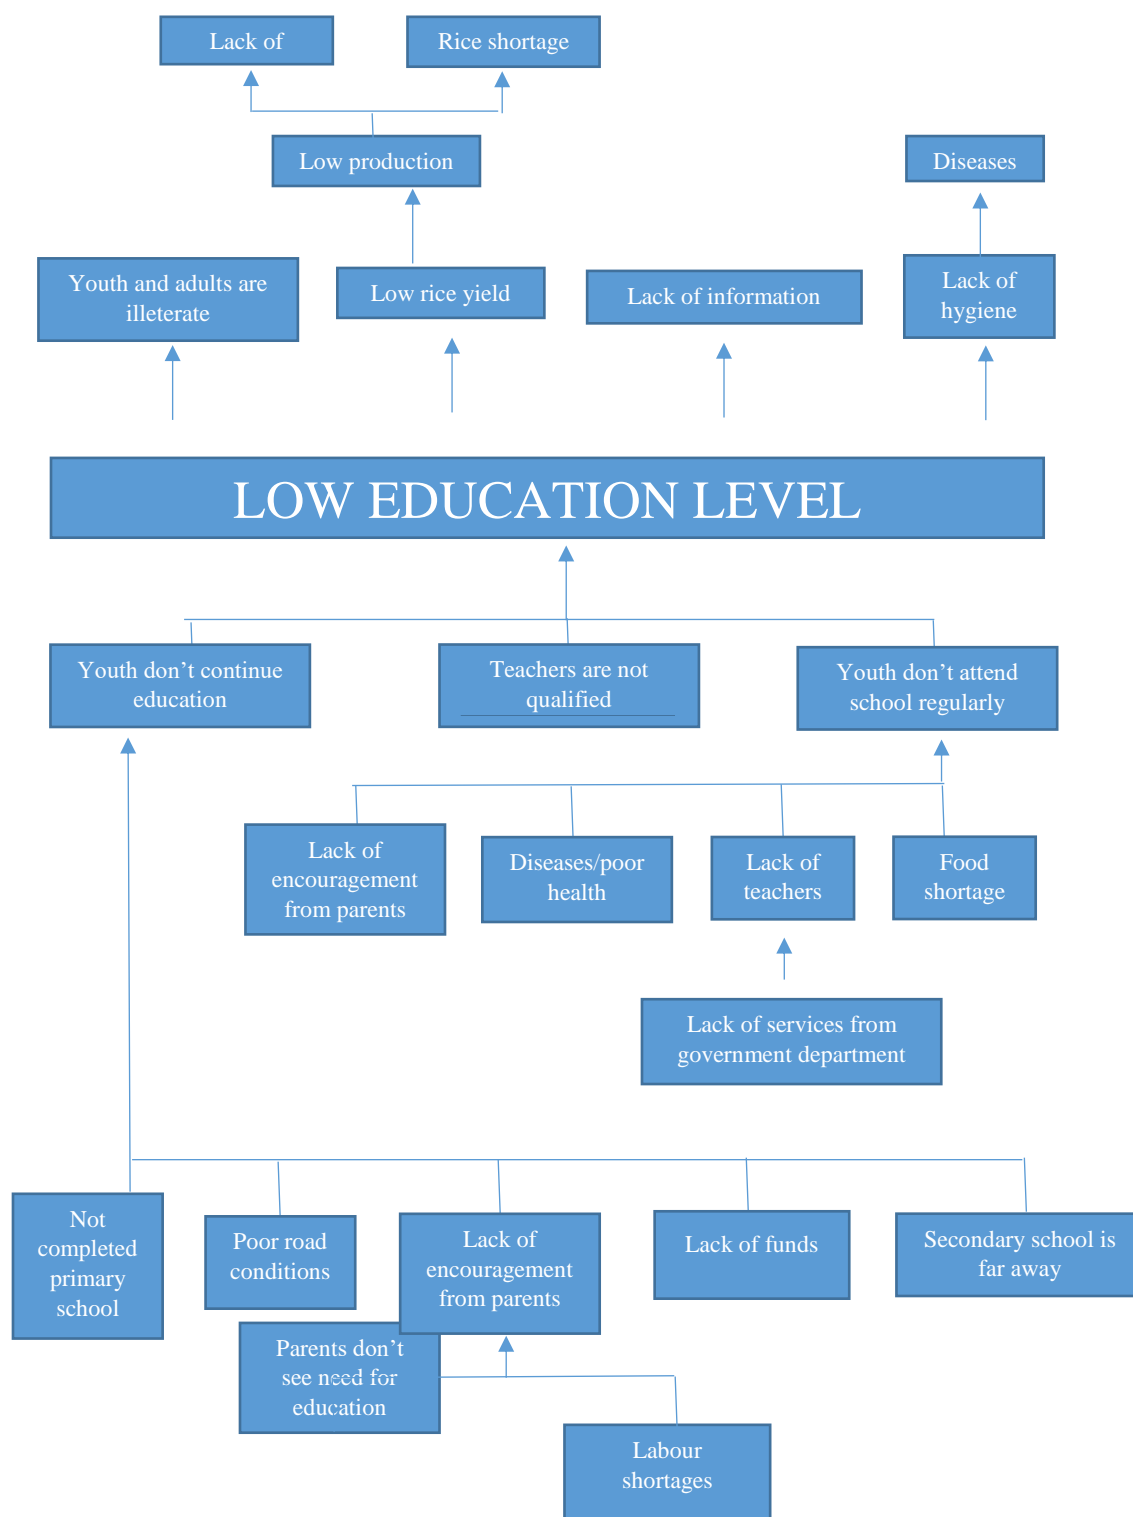 Lack of
Rice shortage
Low production
Diseases
Youth and adults are
illeterate
Low rice yield
Lack of information
Lack of
hygiene
LOW EDUCATION LEVEL
Youth don’t continue
education
Teachers are not
qualified
Youth don’t attend
school regularly
Lack of
encouragement
from parents
Diseases/poor
health
Lack of
teachers
Food
shortage
Lack of services from
government department
Not
completed
primary
school
Poor road
conditions
Lack of
encouragement
from parents
Lack of funds
Secondary school is
far away
Parents don’t
see need for
education
Labour
shortages